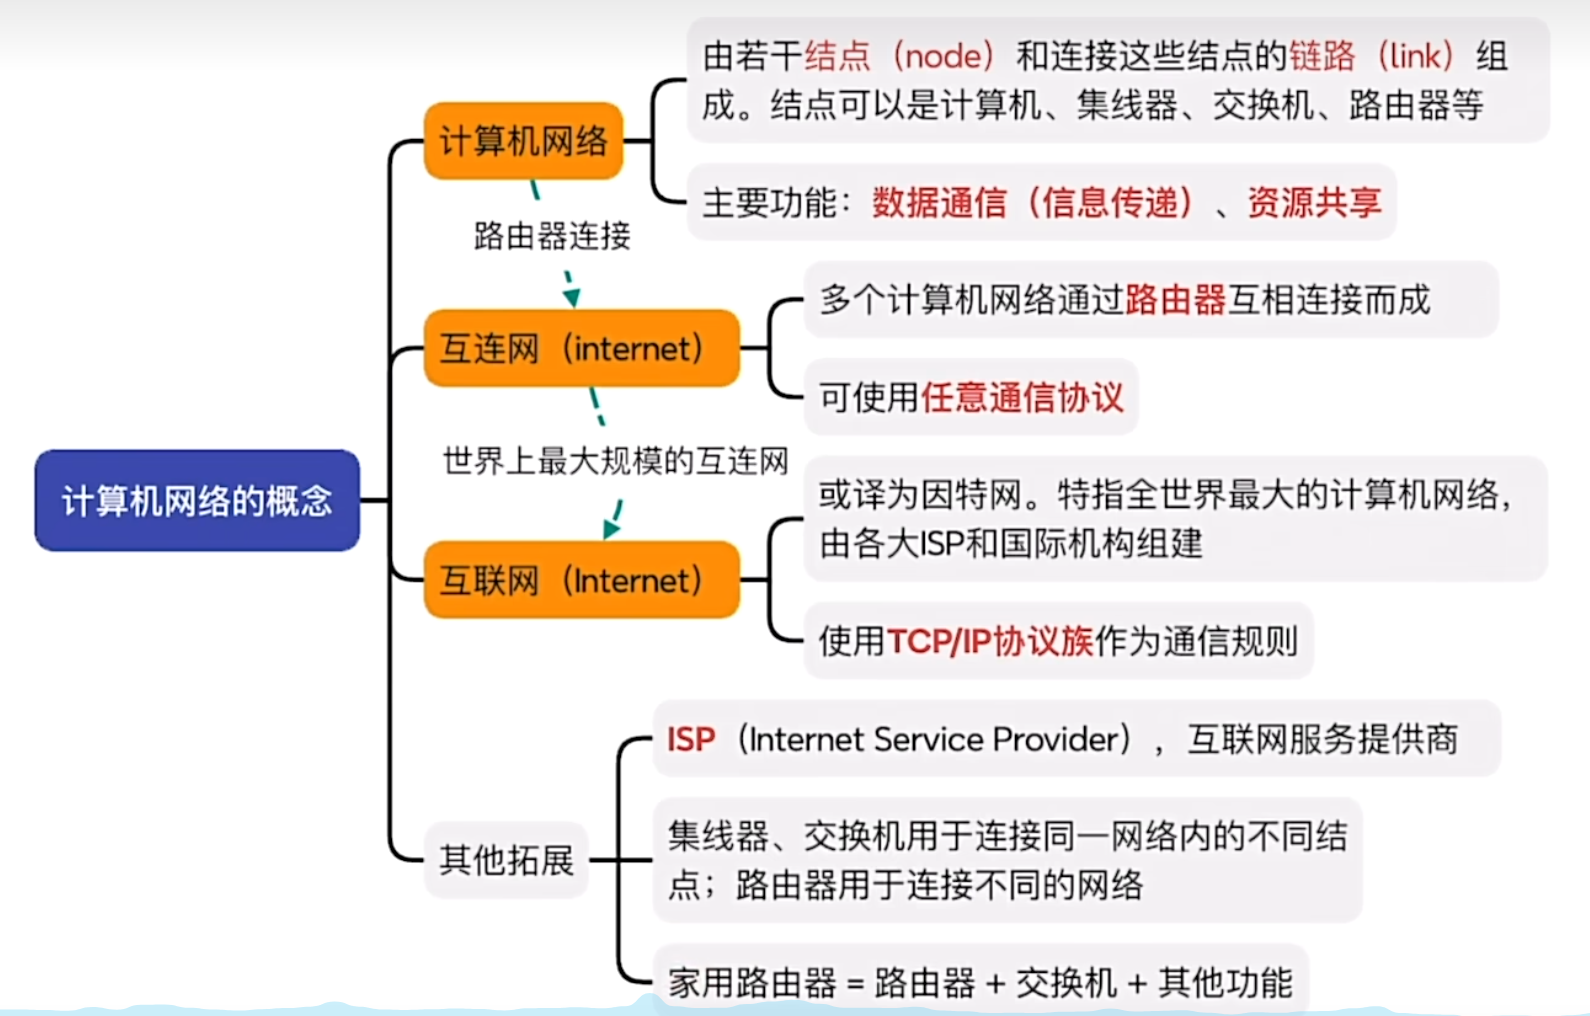 由若干结点（node）和连接这些结点的链路（link）组
成。结点可以是计算机、集线器、交换机、路由器等
计算机网络
主要功能：数据通信（信息传递）、资源共享
路由器连接
多个计算机网络通过路由器互相连接而成
互连网（internet）
可使用任意通信协议
世界上最大规模的互连网
计算机网络的概念
或译为因特网。特指全世界最大的计算机网络，
由各大ISP和国际机构组建
互联网（Internet）
使用TCP/IP协议族作为通信规则
ISP（Internet Service Provider），互联网服务提供商
集线器、交换机用于连接同一网络内的不同结
点；路由器用于连接不同的网络
其他拓展
家用路由器 = 路由器 + 交换机 + 其他功能